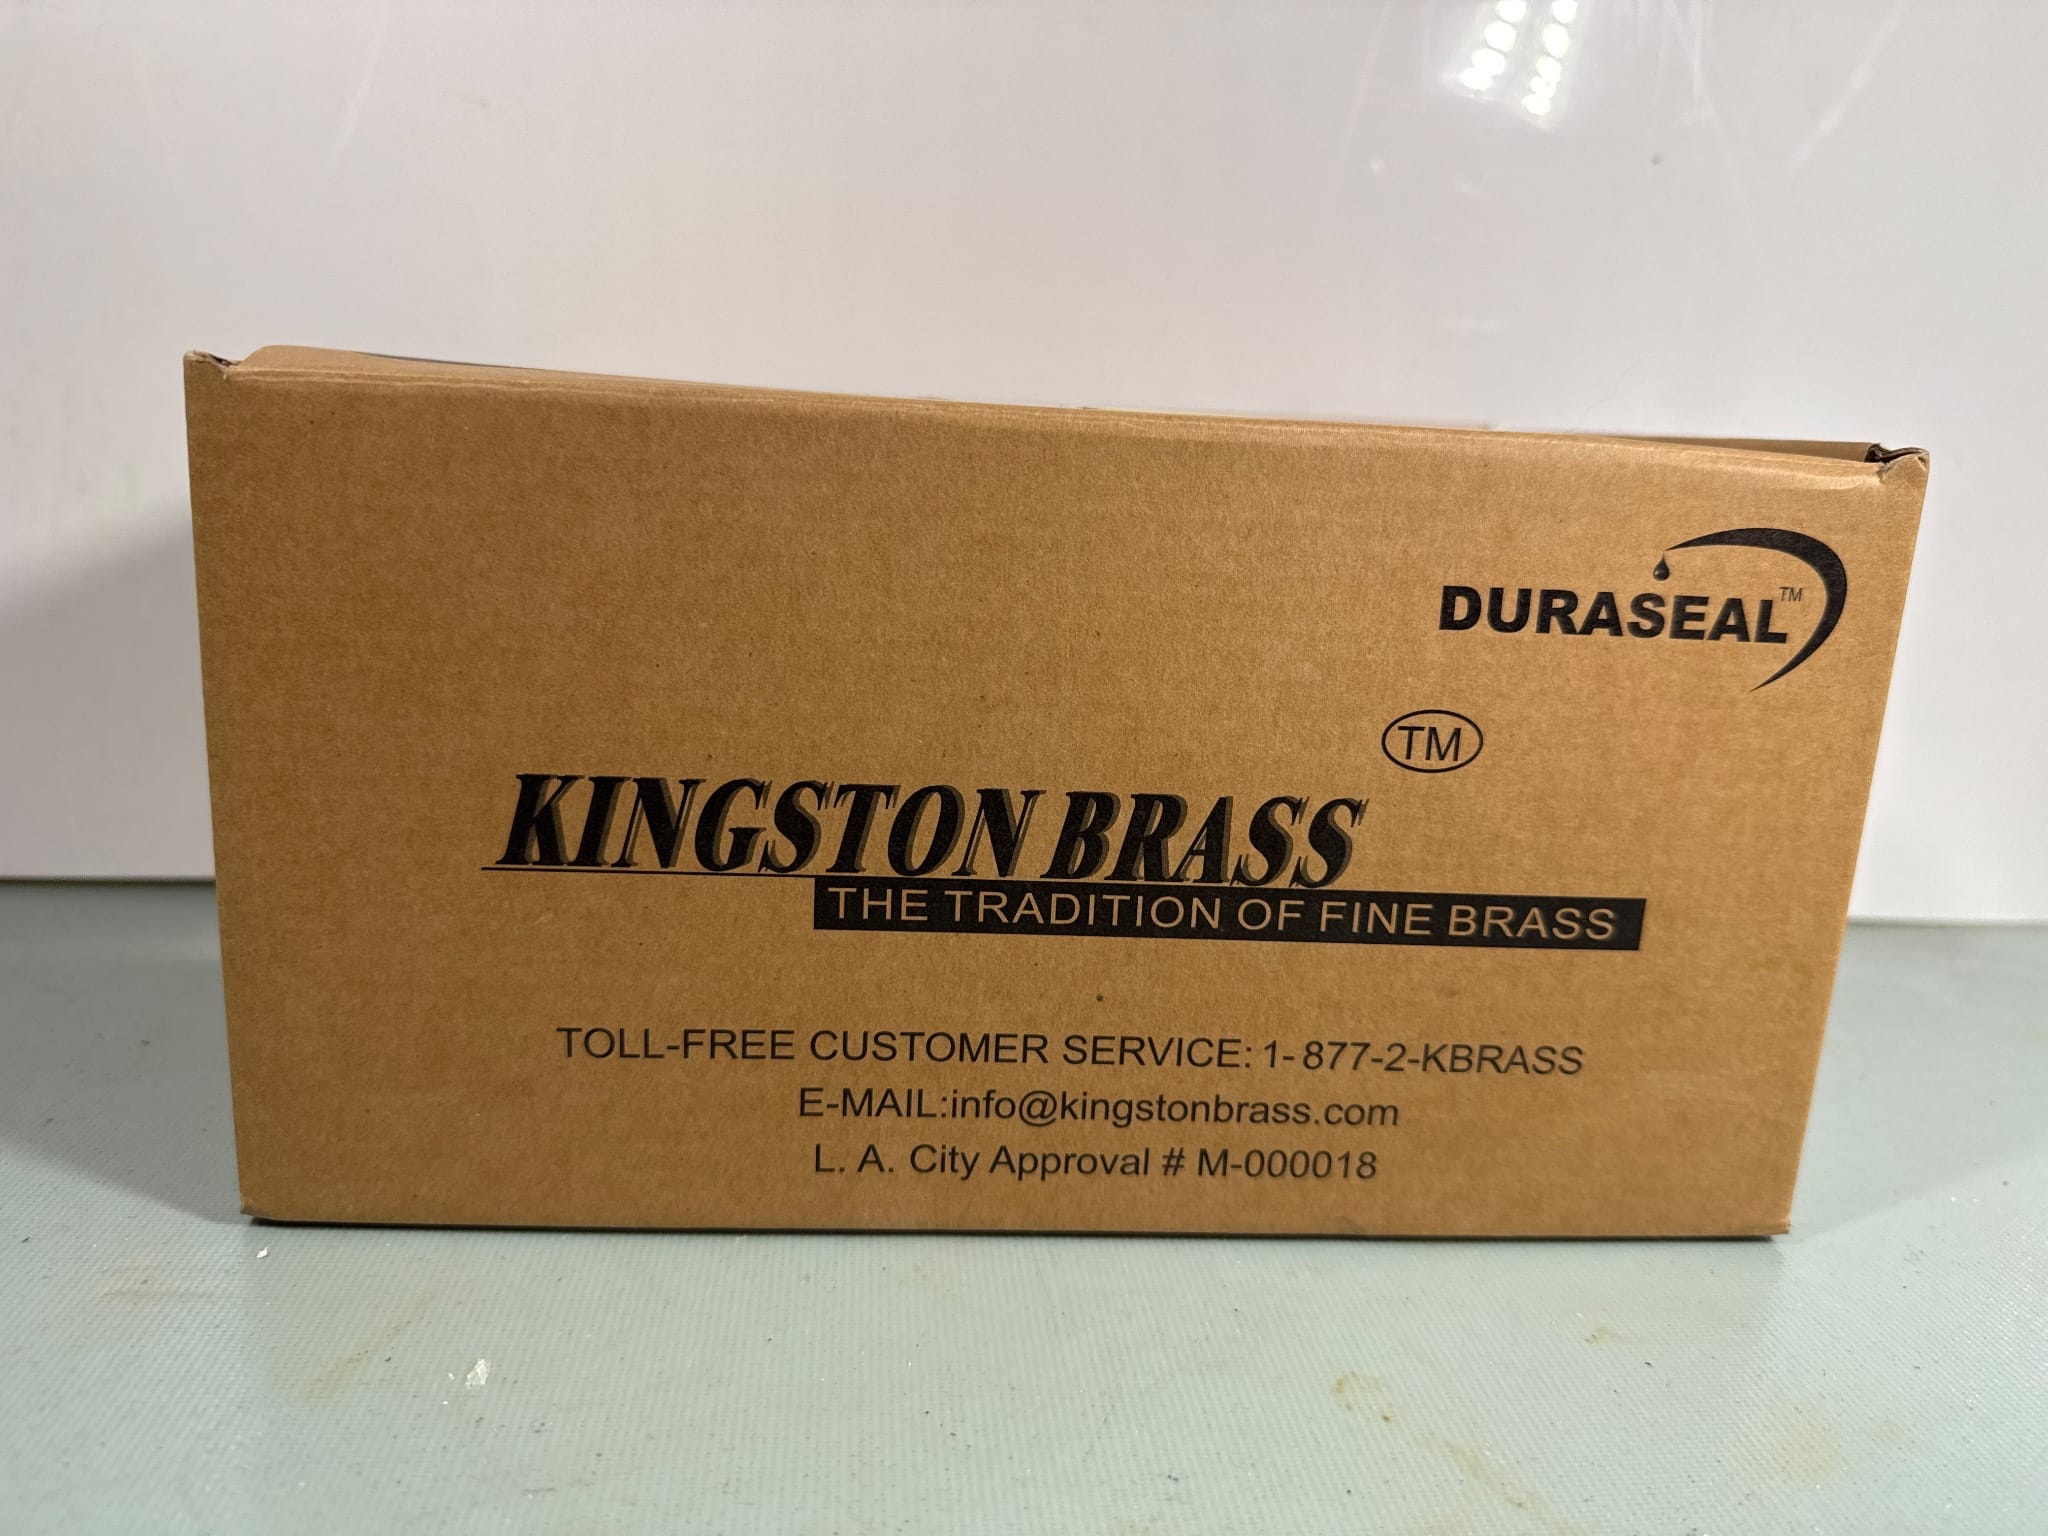 DURASEAL™
TM
KINGSTON BRASS
THE TRADITION OF FINE BRASS
TOLL-FREE CUSTOMER SERVICE: 1-877-2-KBRASS
E-MAIL:info@kingstonbrass.com
L. A. City Approval # M-000018